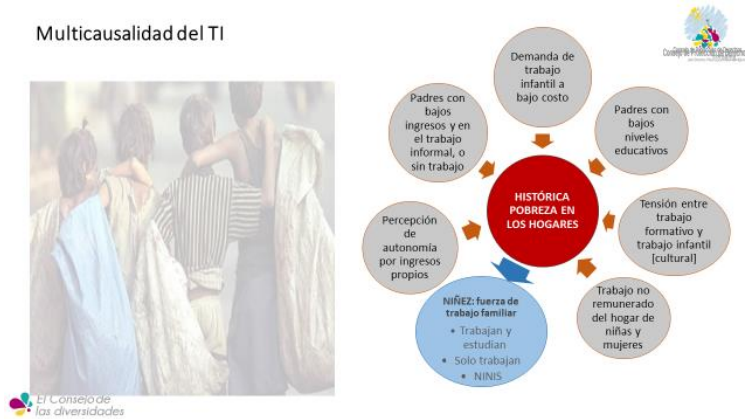 Multicausalidad del TI
Demanda de
trabajo
infantil a
bajo costo
Padres con
bajos
ingresos y en
el trabajo
informal, o
sin trabajo
Padres con
bajos
niveles
educativos
HISTÓRICA
POBREZA EN
LOS HOGARES
Tensión entre
trabajo
formativo y
trabajo infantil
[cultural]
Percepción
de
autonomía
por ingresos
propios
Trabajo no
remunerado
del hogar de
niñas y
mujeres
NIÑEZ: fuerza de
trabajo familiar
• Trabajan y
estudian
• Solo trabajan
• NINIS
El Consejo de
las diversidades